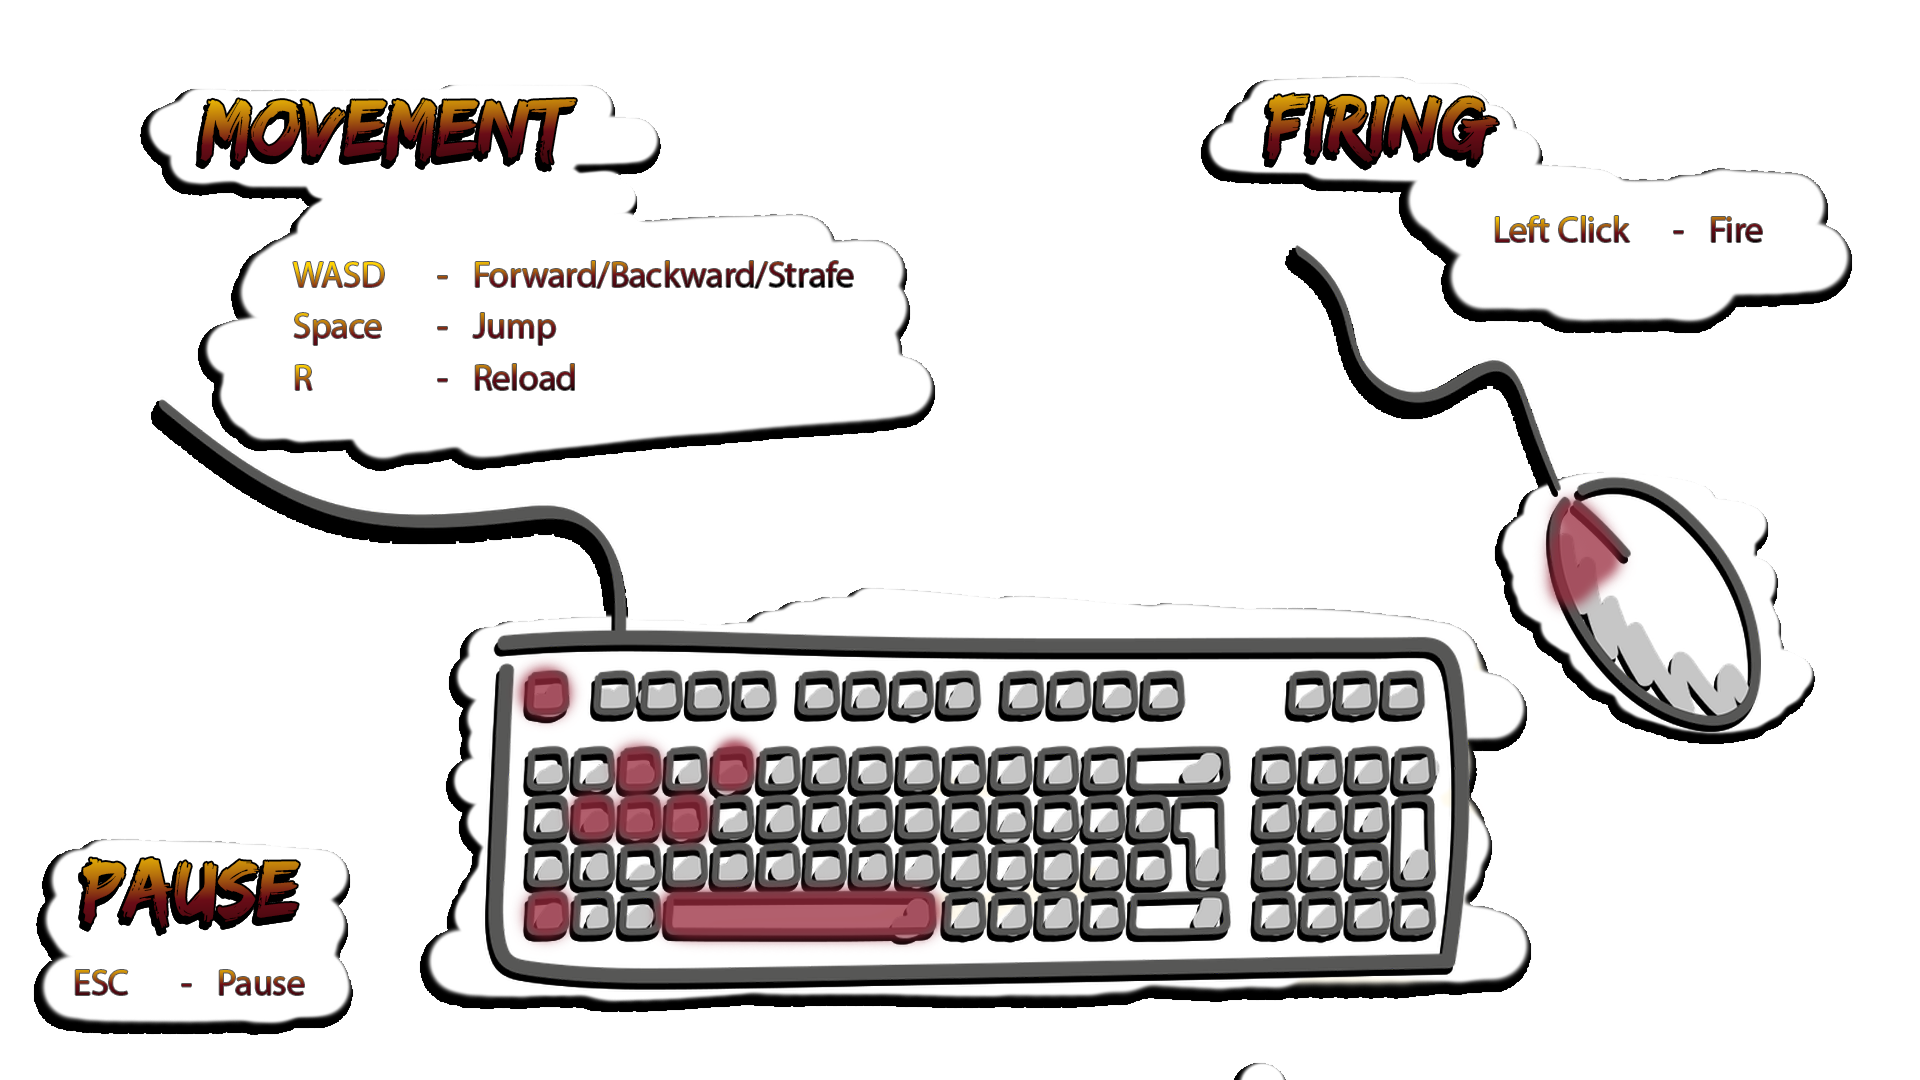 MOVEMENT
WASD - Forward/Backward/Strafe
Space - Jump
R - Reload
FIRING
Left Click - Fire
PAUSE
ESC - Pause